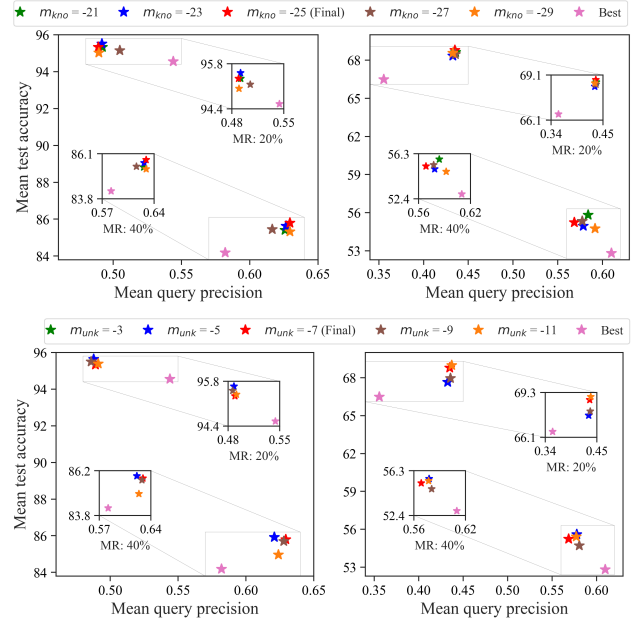 m_kno = -21 m_kno = -23 m_kno = -25 (Final) m_kno = -27 m_kno = -29 Best
Mean test accuracy
96
94
92
90
88
86
84
0.50 0.55 0.60 0.65
Mean query precision
95.8
94.4
0.48 0.55
MR: 20%
86.1
83.8
0.57 0.64
MR: 40%
68
65
62
59
56
53
0.35 0.40 0.45 0.50 0.55 0.60
Mean query precision
69.1
66.1
0.34 0.45
MR: 20%
56.3
52.4
0.56 0.62
MR: 40%
m_unk = -3 m_unk = -5 m_unk = -7 (Final) m_unk = -9 m_unk = -11 Best
Mean test accuracy
96
94
92
90
88
86
84
0.50 0.55 0.60 0.65
Mean query precision
95.8
94.4
0.48 0.55
MR: 20%
86.2
83.8
0.57 0.64
MR: 40%
68
65
62
59
56
53
0.35 0.40 0.45 0.50 0.55 0.60
Mean query precision
69.3
66.1
0.34 0.45
MR: 20%
56.3
52.4
0.56 0.62
MR: 40%